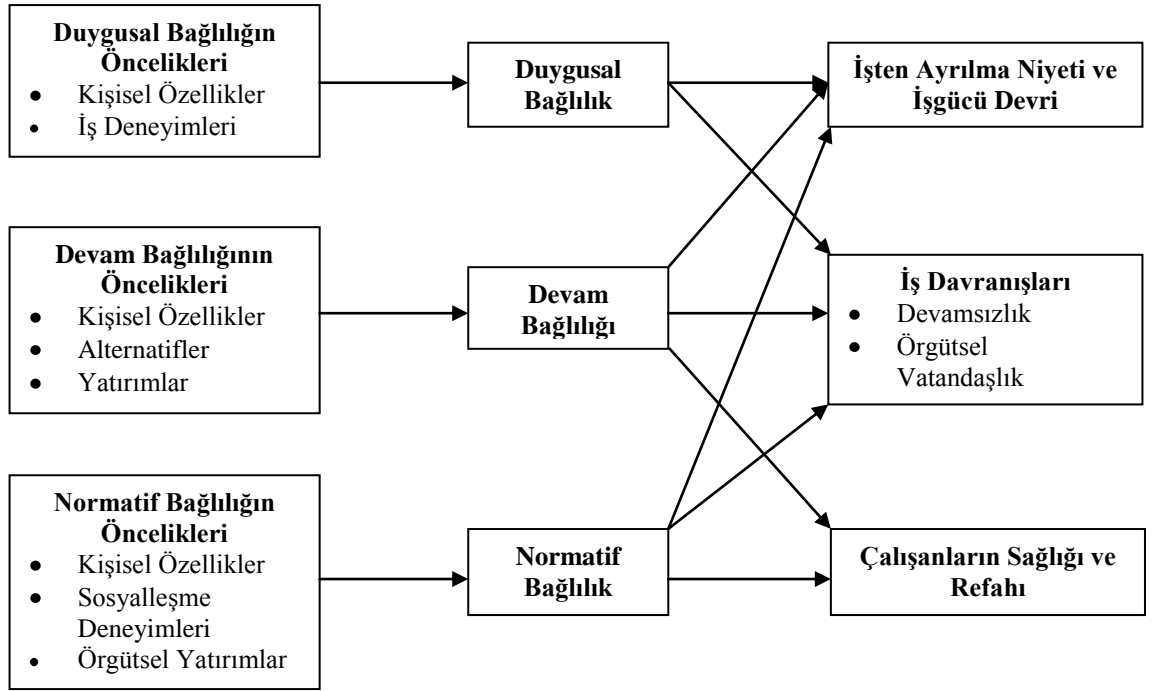 Duygusal Bağlılığın
Öncelikleri
● Kişisel Özellikler
● İş Deneyimleri
Duygusal
Bağlılık
İşten Ayrılma Niyeti ve
İşgücü Devri
Devam Bağlılığının
Öncelikleri
● Kişisel Özellikler
● Alternatifler
● Yatırımlar
Devam
Bağlılığı
İş Davranışları
● Devamsızlık
● Örgütsel
Vatandaşlık
Normatif Bağlılığın
Öncelikleri
● Kişisel Özellikler
● Sosyalleşme
Deneyimleri
● Örgütsel Yatırımlar
Normatif
Bağlılık
Çalışanların Sağlığı ve
Refahı